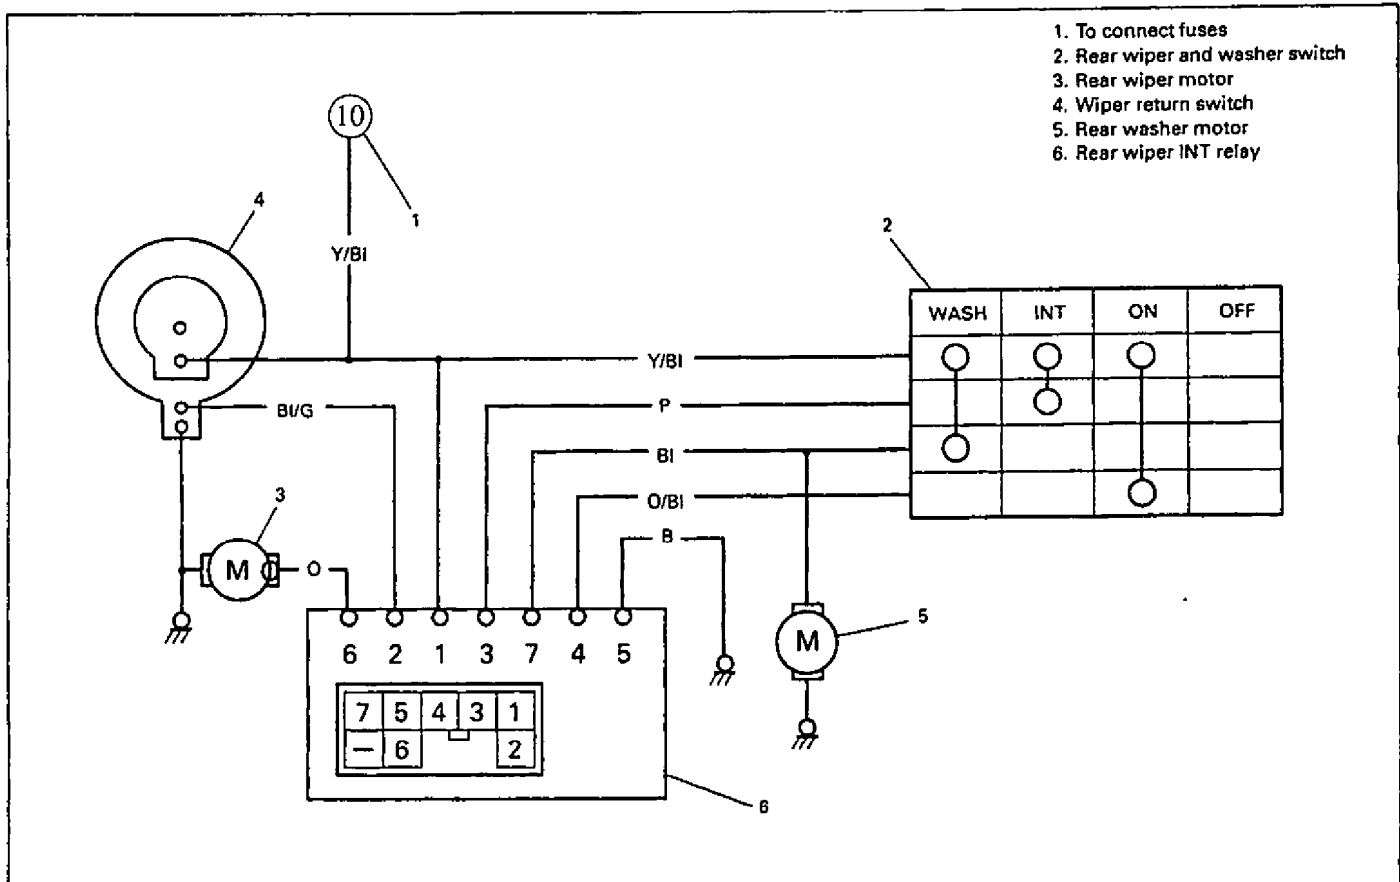 1. To connect fuses
2. Rear wiper and washer switch
3. Rear wiper motor
4. Wiper return switch
5. Rear washer motor
6. Rear wiper INT relay
10
4
1
Y/Bl
2
WASH INT ON OFF
Y/Bl
Bl/G
P
Bl
O/Bl
B
3
M
O
M
5
6 2 1 3 7 4 5
7 5 4 3 1
– 6 2
6